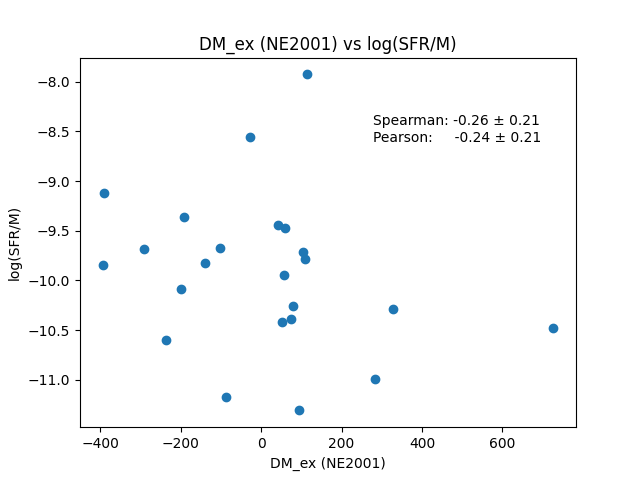 DM_ex (NE2001) vs log(SFR/M)
Spearman: -0.26 ± 0.21
Pearson: -0.24 ± 0.21
log(SFR/M)
−8.0
−8.5
−9.0
−9.5
−10.0
−10.5
−11.0
−400 −200 0 200 400 600
DM_ex (NE2001)